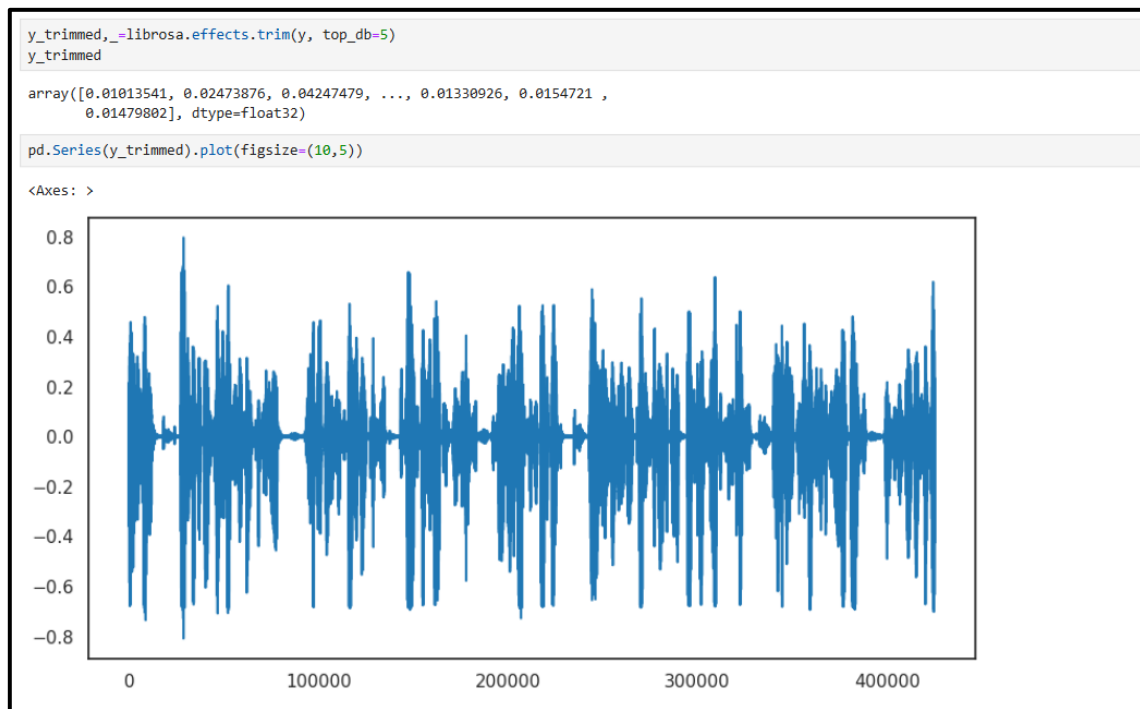 y_trimmed,_=librosa.effects.trim(y, top_db=5)
y_trimmed
array([0.01013541, 0.02473876, 0.04247479, ..., 0.01330926, 0.0154721 ,
0.01479802], dtype=float32)
pd.Series(y_trimmed).plot(figsize=(10,5))
<Axes: >
0.8
0.6
0.4
0.2
0.0
−0.2
−0.4
−0.6
−0.8
0 100000 200000 300000 400000